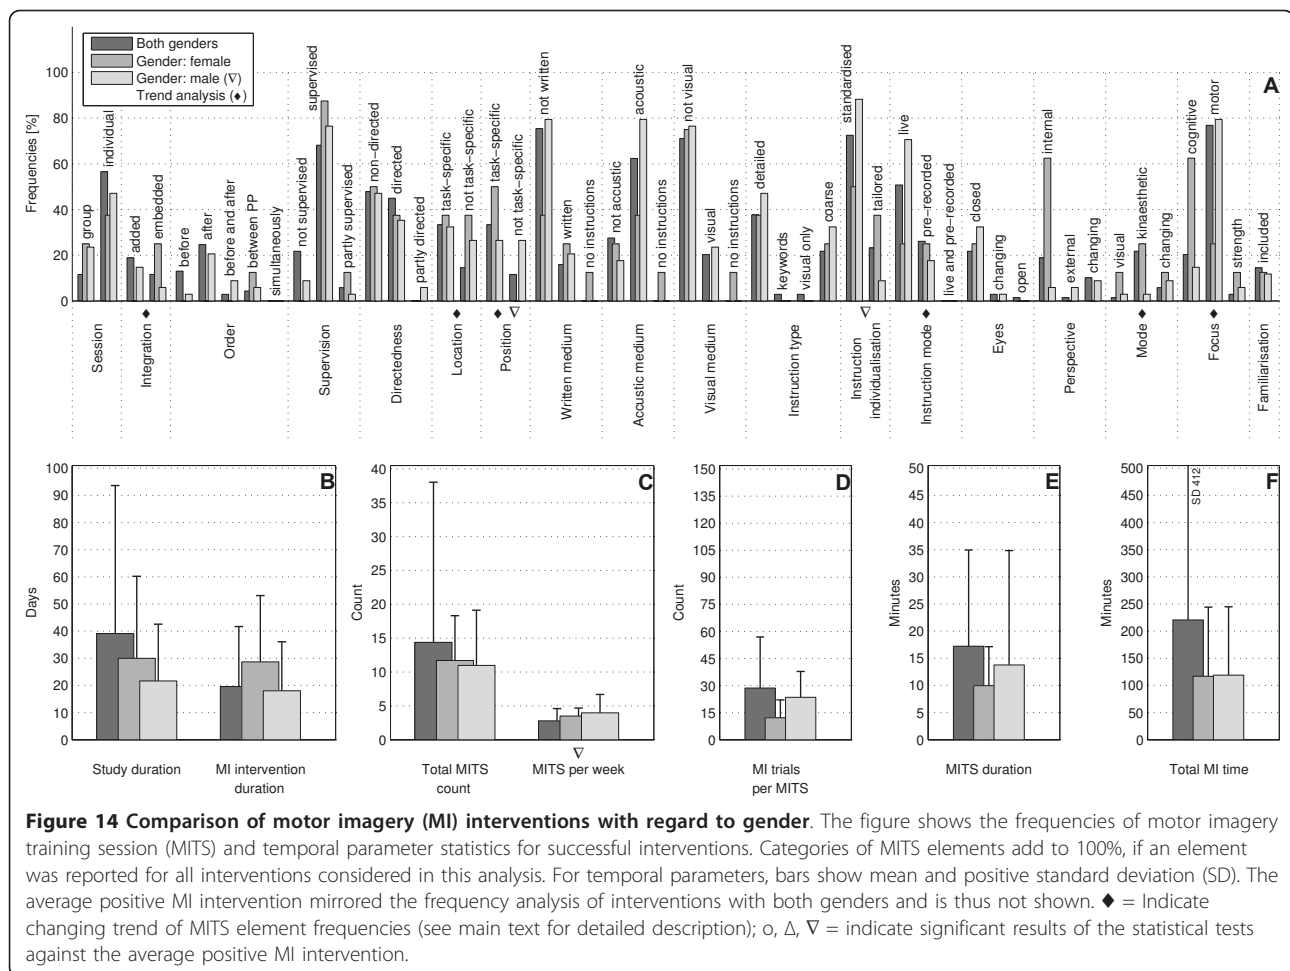 Both genders
Gender: female
Gender: male (∇)
Trend analysis (♦)
A
Frequencies [%]
100
80
60
40
20
0
group
individual
added
embedded
before
after
before and after
between PP
simultaneously
not supervised
supervised
partly supervised
non-directed
directed
partly directed
task-specific
not task-specific
task-specific
not task-specific
not written
written
no instructions
not acustic
acoustic
no instructions
not visual
visual
no instructions
detailed
keywords
visual only
coarse
standardised
tailored
live
pre-recorded
live and pre-recorded
closed
changing
open
internal
external
changing
visual
kinaesthetic
changing
cognitive
motor
strength
included
♦ ♦ ♦ ∇ ∇ ♦ ♦ ♦
Session
Integration
Order
Supervision
Directedness
Location
Position
Written medium
Accustic medium
Visual medium
Instruction type
Instruction
individualisation
Instruction mode
Eyes
Perspective
Mode
Focus
Familiarisation
B
Days
100
90
80
70
60
50
40
30
20
10
0
Study duration
MI intervention
duration
C
Count
40
35
30
25
20
15
10
5
0
Total MITS
count
∇
MITS per week
D
Count
150
135
120
105
90
75
60
45
30
15
0
MI trials
per MITS
E
Minutes
50
45
40
35
30
25
20
15
10
5
0
MITS duration
F
Minutes
500
450
400
350
300
250
200
150
100
50
0
SD 412
Total MI time
Figure 14 Comparison of motor imagery (MI) interventions with regard to gender. The figure shows the frequencies of motor imagery
training session (MITS) and temporal parameter statistics for successful interventions. Categories of MITS elements add to 100%, if an element
was reported for all interventions considered in this analysis. For temporal parameters, bars show mean and positive standard deviation (SD). The
average positive MI intervention mirrored the frequency analysis of interventions with both genders and is thus not shown. ♦ = Indicate
changing trend of MITS element frequencies (see main text for detailed description); o, Δ, ∇ = indicate significant results of the statistical tests
against the average positive MI intervention.